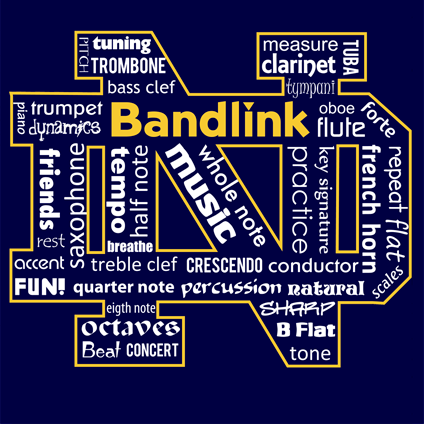 PITCH
tuning
TROMBONE
bass clef
measure
clarinet
tympani
TUBA
piano
trumpet
dynamics
Bandlink
oboe
flute
forte
friends
rest
saxophone
tempo
half note
breathe
music
whole note
practice
key signature
french horn
repeat
flat
scales
accent
treble clef
CRESCENDO
conductor
FUN!
quarter note
percussion
natural
eigth note
octaves
Beat
CONCERT
SHARP
B Flat
tone